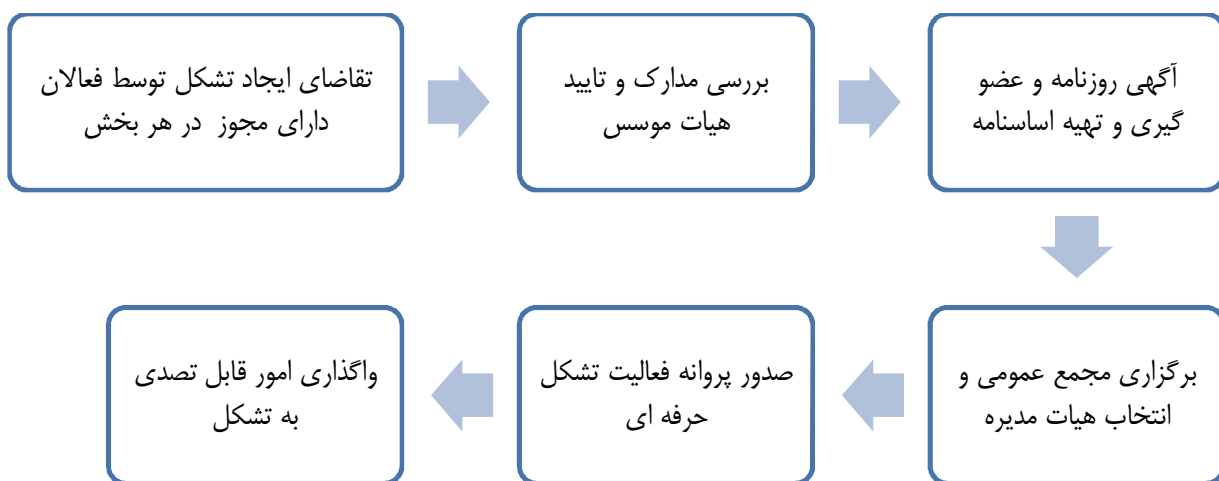 تقاضای ایجاد تشکل توسط فعالان
دارای مجوز در هر بخش
بررسی مدارک و تایید
هیات موسس
آگهی روزنامه و عضو
گیری و تهیه اساسنامه
برگزاری مجمع عمومی و
انتخاب هیات مدیره
صدور پروانه فعالیت تشکل
حرفه ای
واگذاری امور قابل تصدی
به تشکل